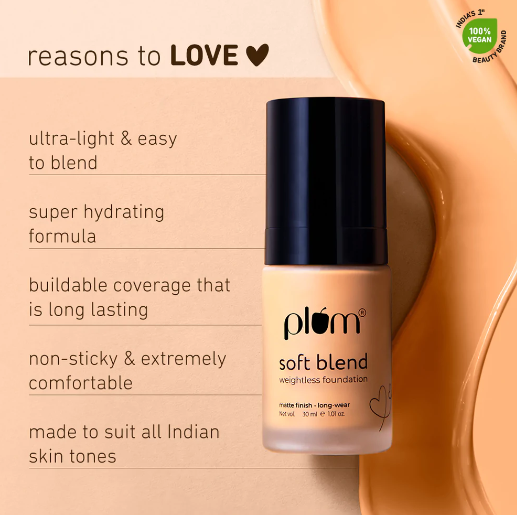 INDIA'S 1st
100%
VEGAN
BEAUTY BRAND
reasons to LOVE
ultra-light & easy
to blend
super hydrating
formula
buildable coverage that
is long lasting
non-sticky & extremely
comfortable
made to suit all Indian
skin tones
plum®
soft blend
weightless foundation
matte finish • long-wear
Net vol. 30 ml ℮ 1.01 oz.